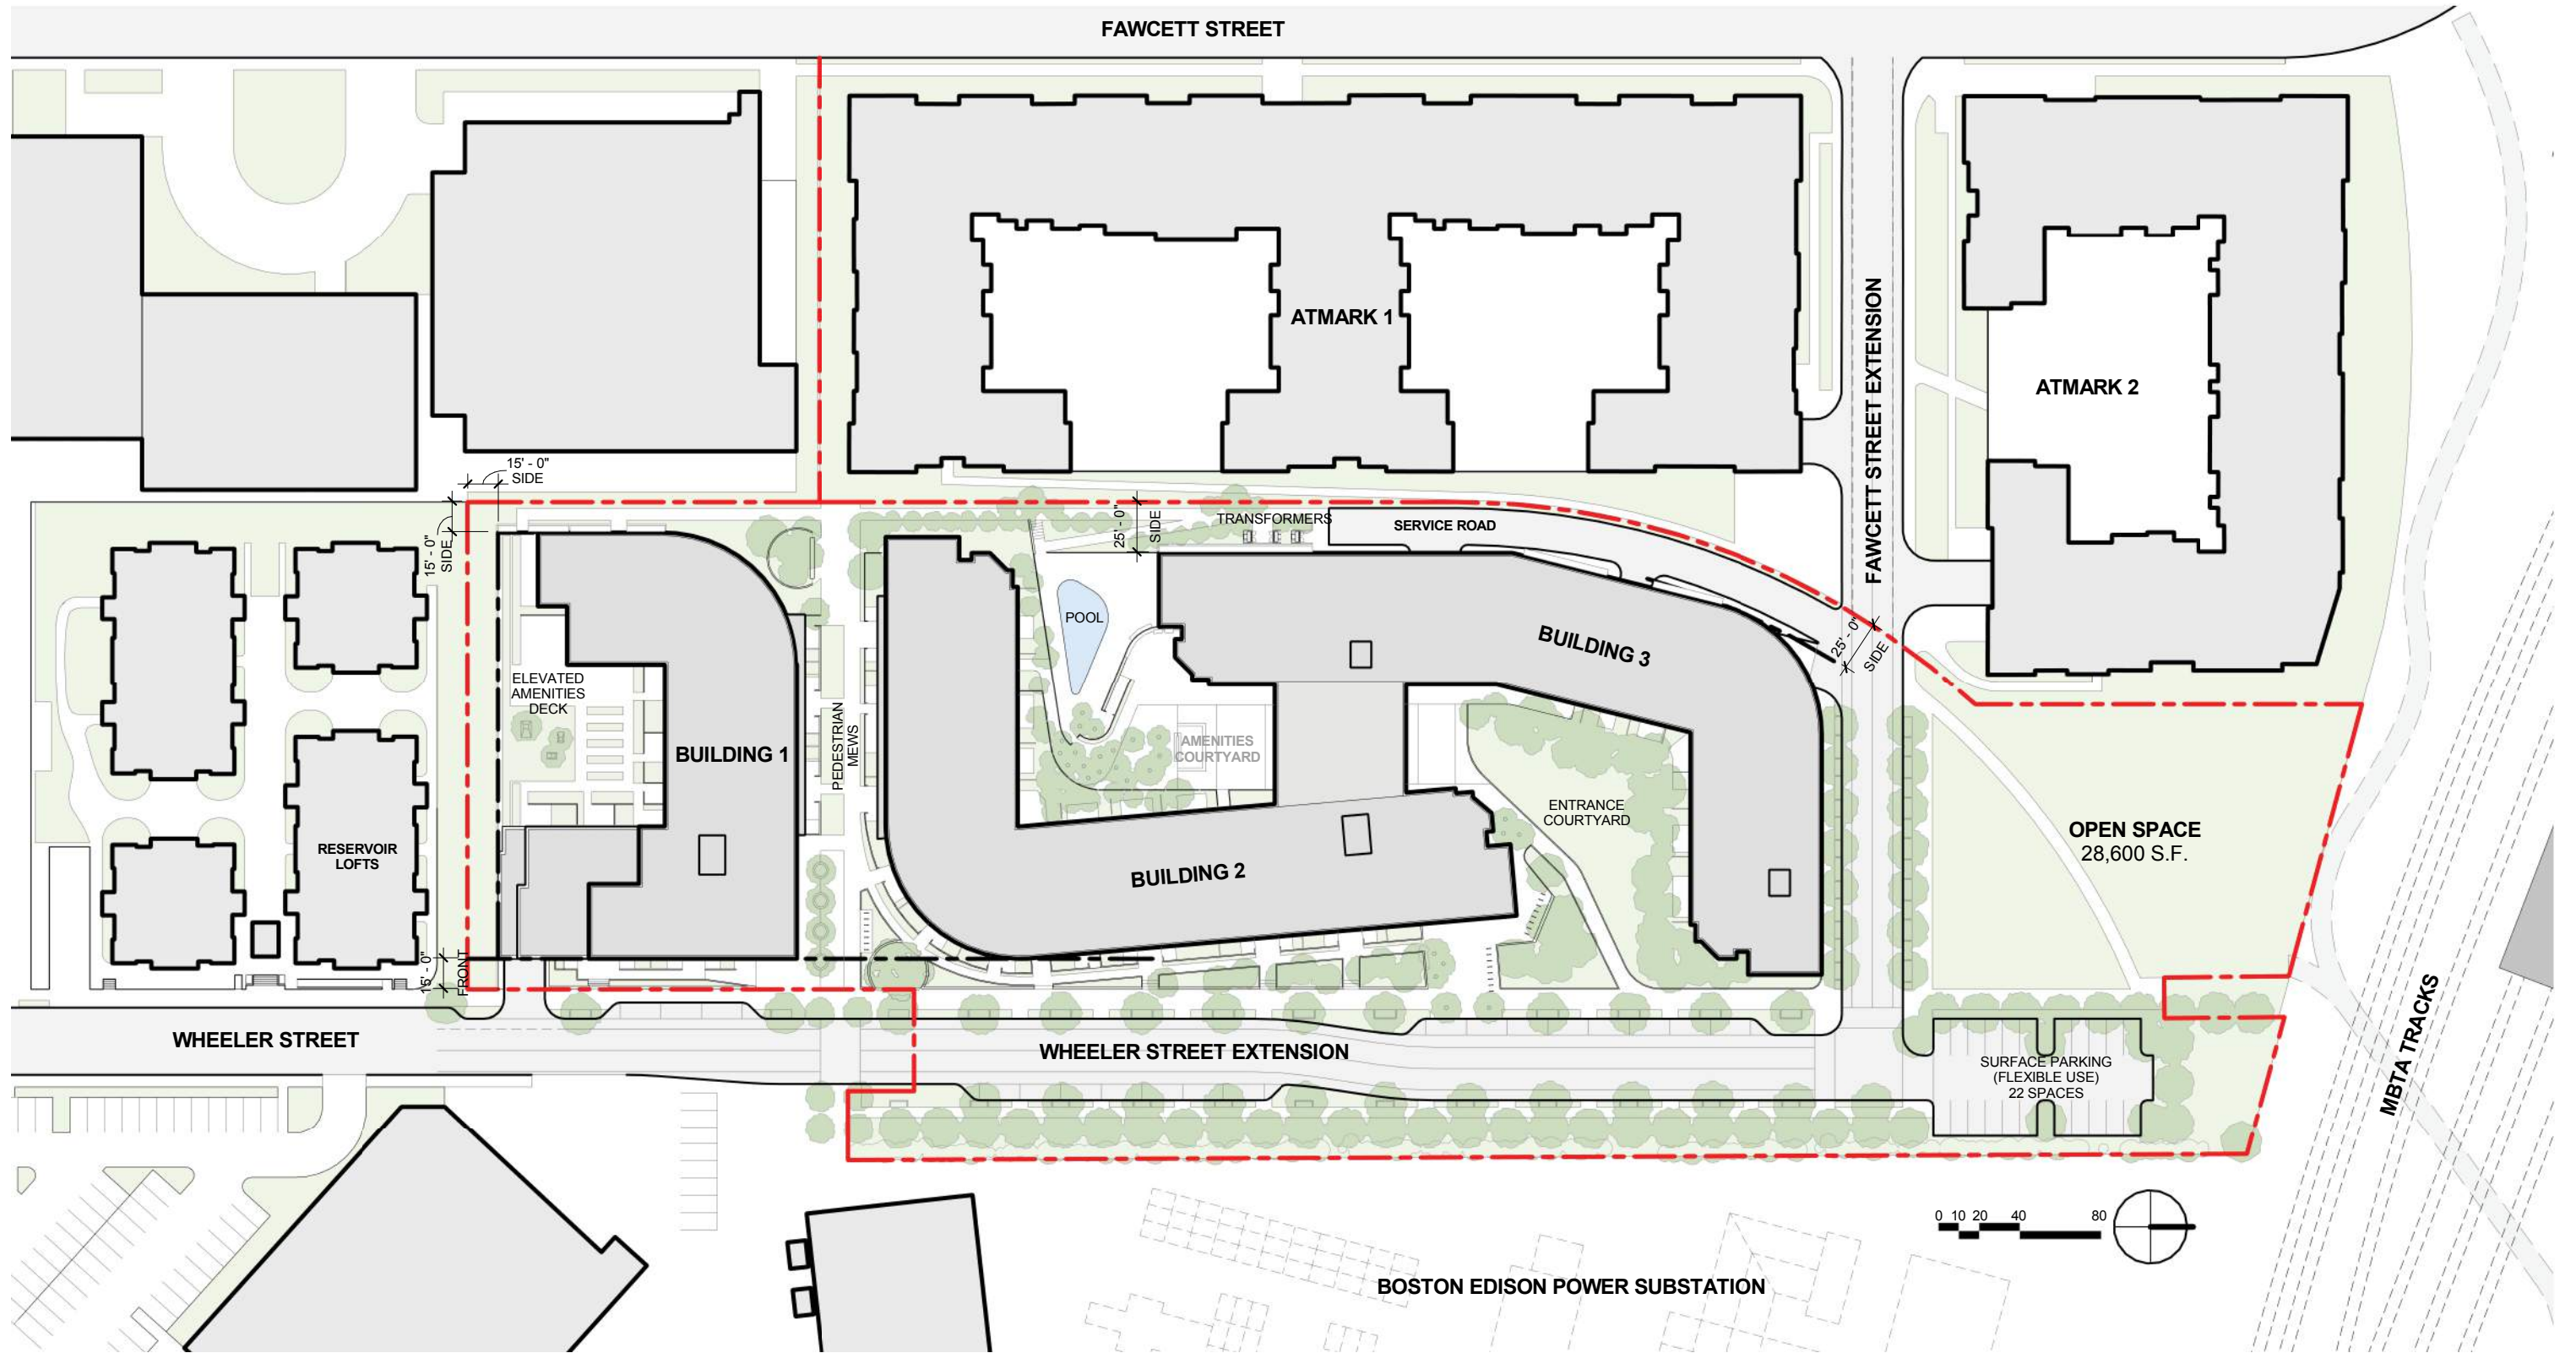 FAWCETT STREET
ATMARK 1
FAWCETT STREET EXTENSION
ATMARK 2
15' - 0"
SIDE
15' - 0"
SIDE
25' - 0"
SIDE
TRANSFORMERS
SERVICE ROAD
25' - 0"
SIDE
POOL
BUILDING 3
ELEVATED
AMENITIES
DECK
BUILDING 1
PEDESTRIAN
MEWS
AMENITIES
COURTYARD
ENTRANCE
COURTYARD
OPEN SPACE
28,600 S.F.
RESERVOIR
LOFTS
BUILDING 2
15' - 0"
FRONT
WHEELER STREET
WHEELER STREET EXTENSION
SURFACE PARKING
(FLEXIBLE USE)
22 SPACES
MBTA TRACKS
0 10 20 40 80
BOSTON EDISON POWER SUBSTATION